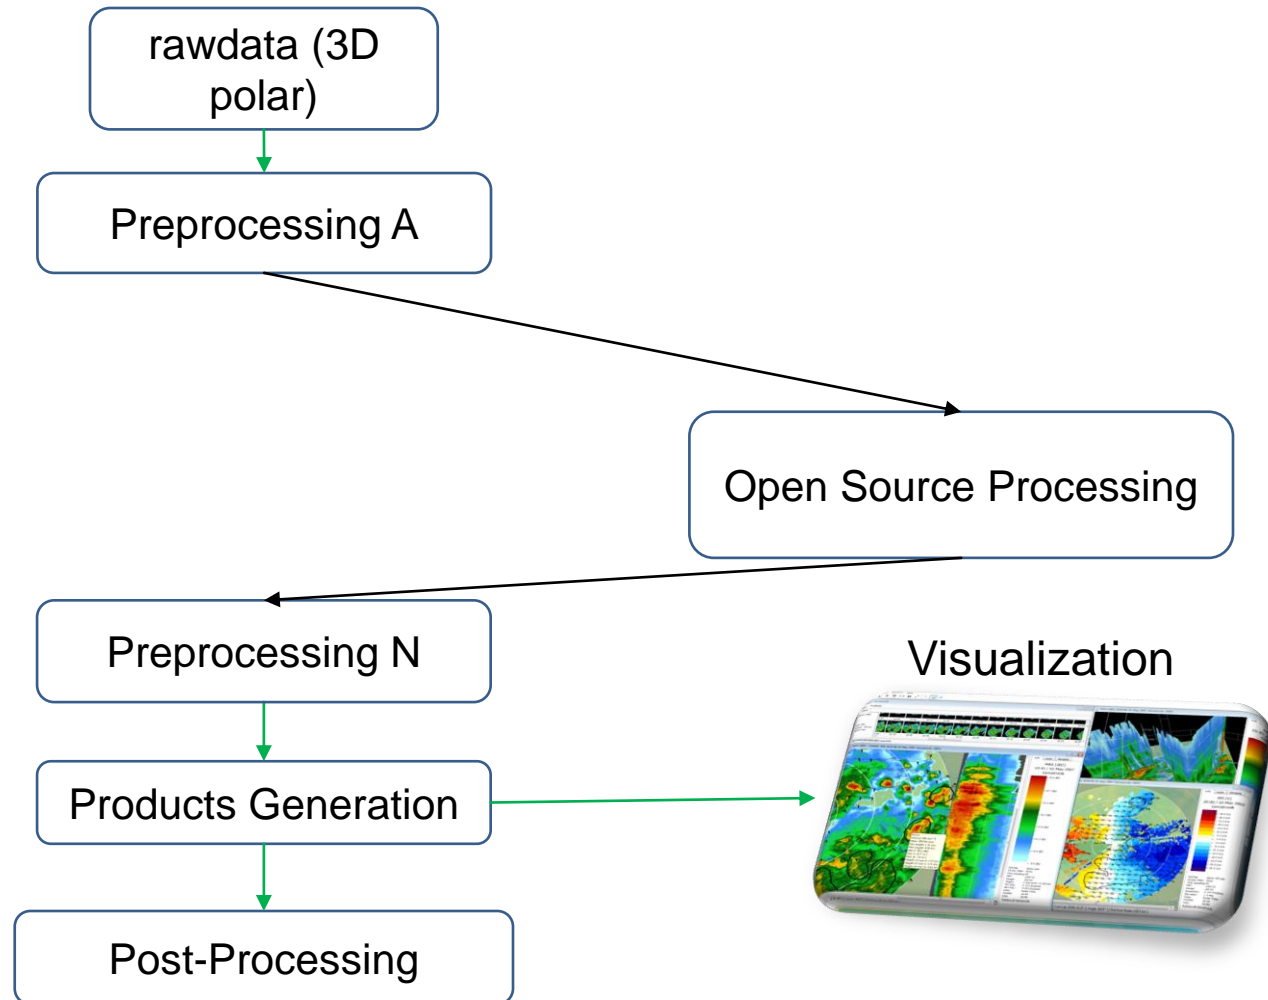 rawdata (3D
polar)
Preprocessing A
Open Source Processing
Preprocessing N
Visualization
Products Generation
Post-Processing